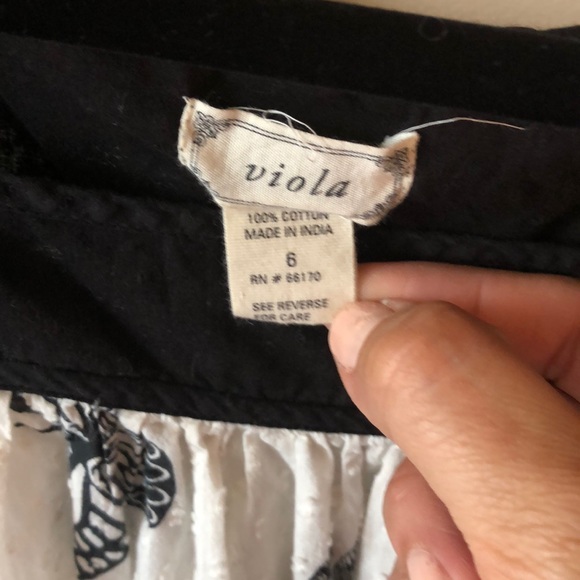 viola
100% COTTON
MADE IN INDIA
6
RN # 66170
SEE REVERSE
FOR CARE